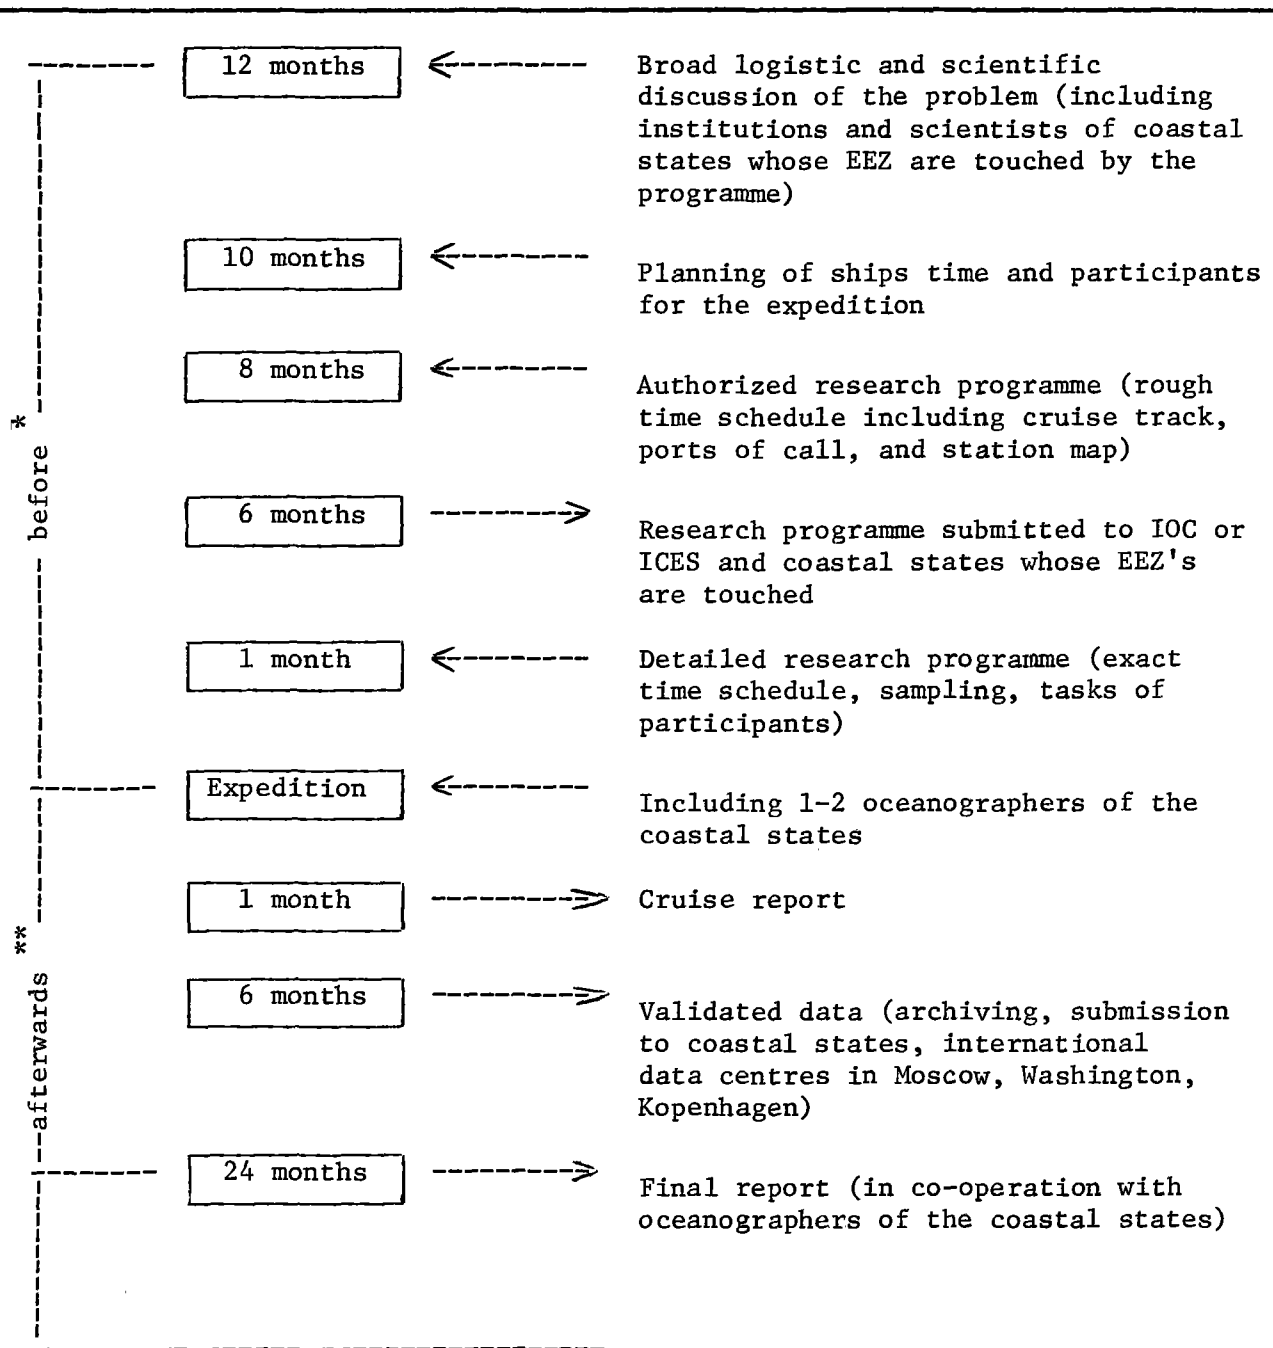 12 months
Broad logistic and scientific
discussion of the problem (including
institutions and scientists of coastal
states whose EEZ are touched by the
programme)
10 months
Planning of ships time and participants
for the expedition
8 months
Authorized research programme (rough
time schedule including cruise track,
ports of call, and station map)
before *
6 months
Research programme submitted to IOC or
ICES and coastal states whose EEZ's
are touched
1 month
Detailed research programme (exact
time schedule, sampling, tasks of
participants)
Expedition
Including 1-2 oceanographers of the
coastal states
1 month
Cruise report
afterwards **
6 months
Validated data (archiving, submission
to coastal states, international
data centres in Moscow, Washington,
Kopenhagen)
24 months
Final report (in co-operation with
oceanographers of the coastal states)